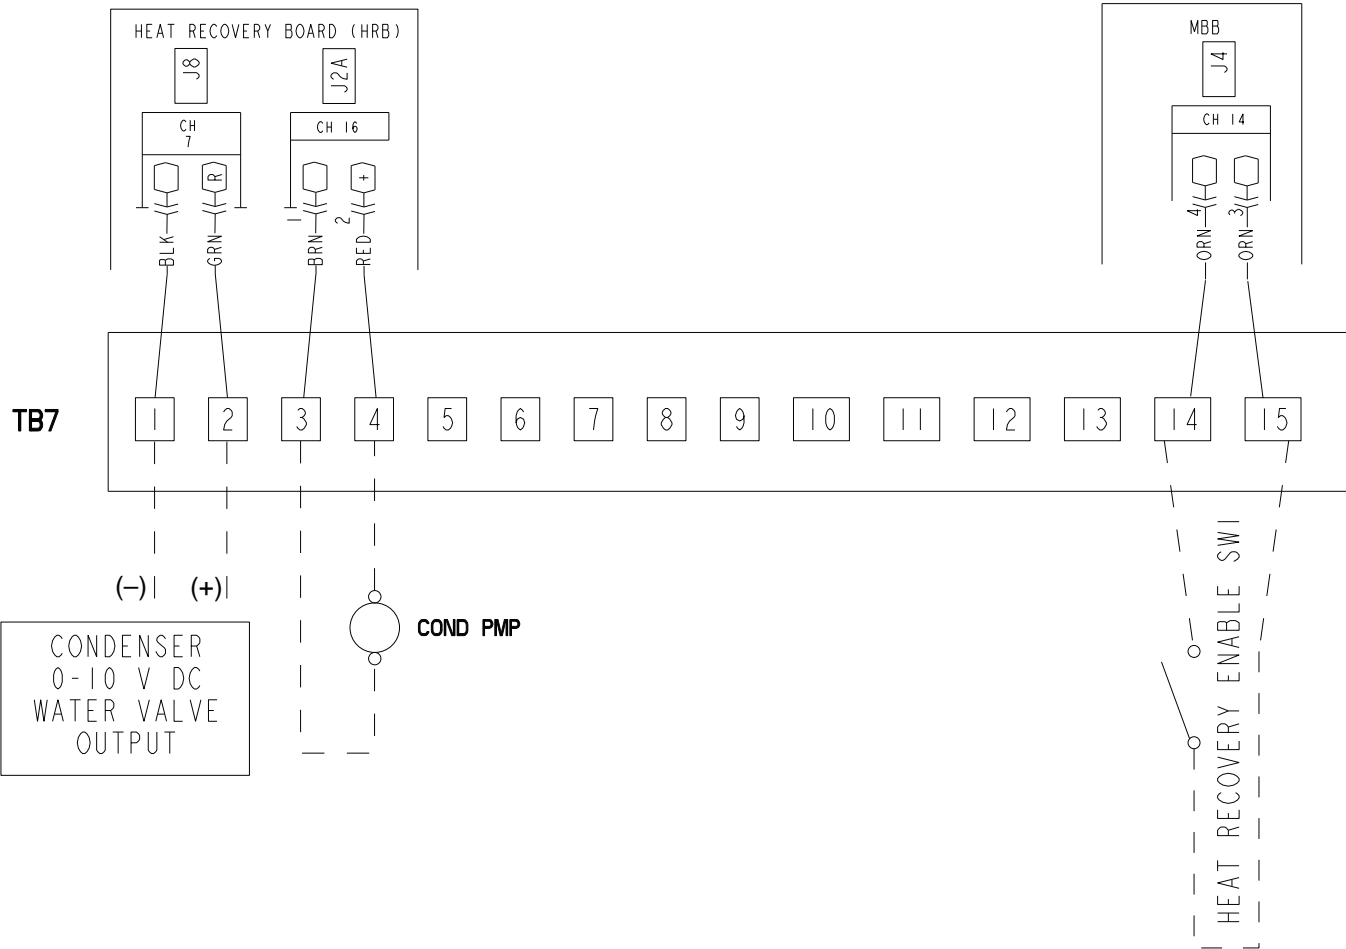 HEAT RECOVERY BOARD (HRB)
MBB
J8
J2A
J4
CH
7
CH 16
CH 14
R
+
1
2
4
3
BLK
GRN
BRN
RED
ORN
ORN
TB7
1 2 3 4 5 6 7 8 9 10 11 12 13 14 15
(–) (+)
CONDENSER
0-10 V DC
WATER VALVE
OUTPUT
COND PMP
HEAT RECOVERY ENABLE SW1